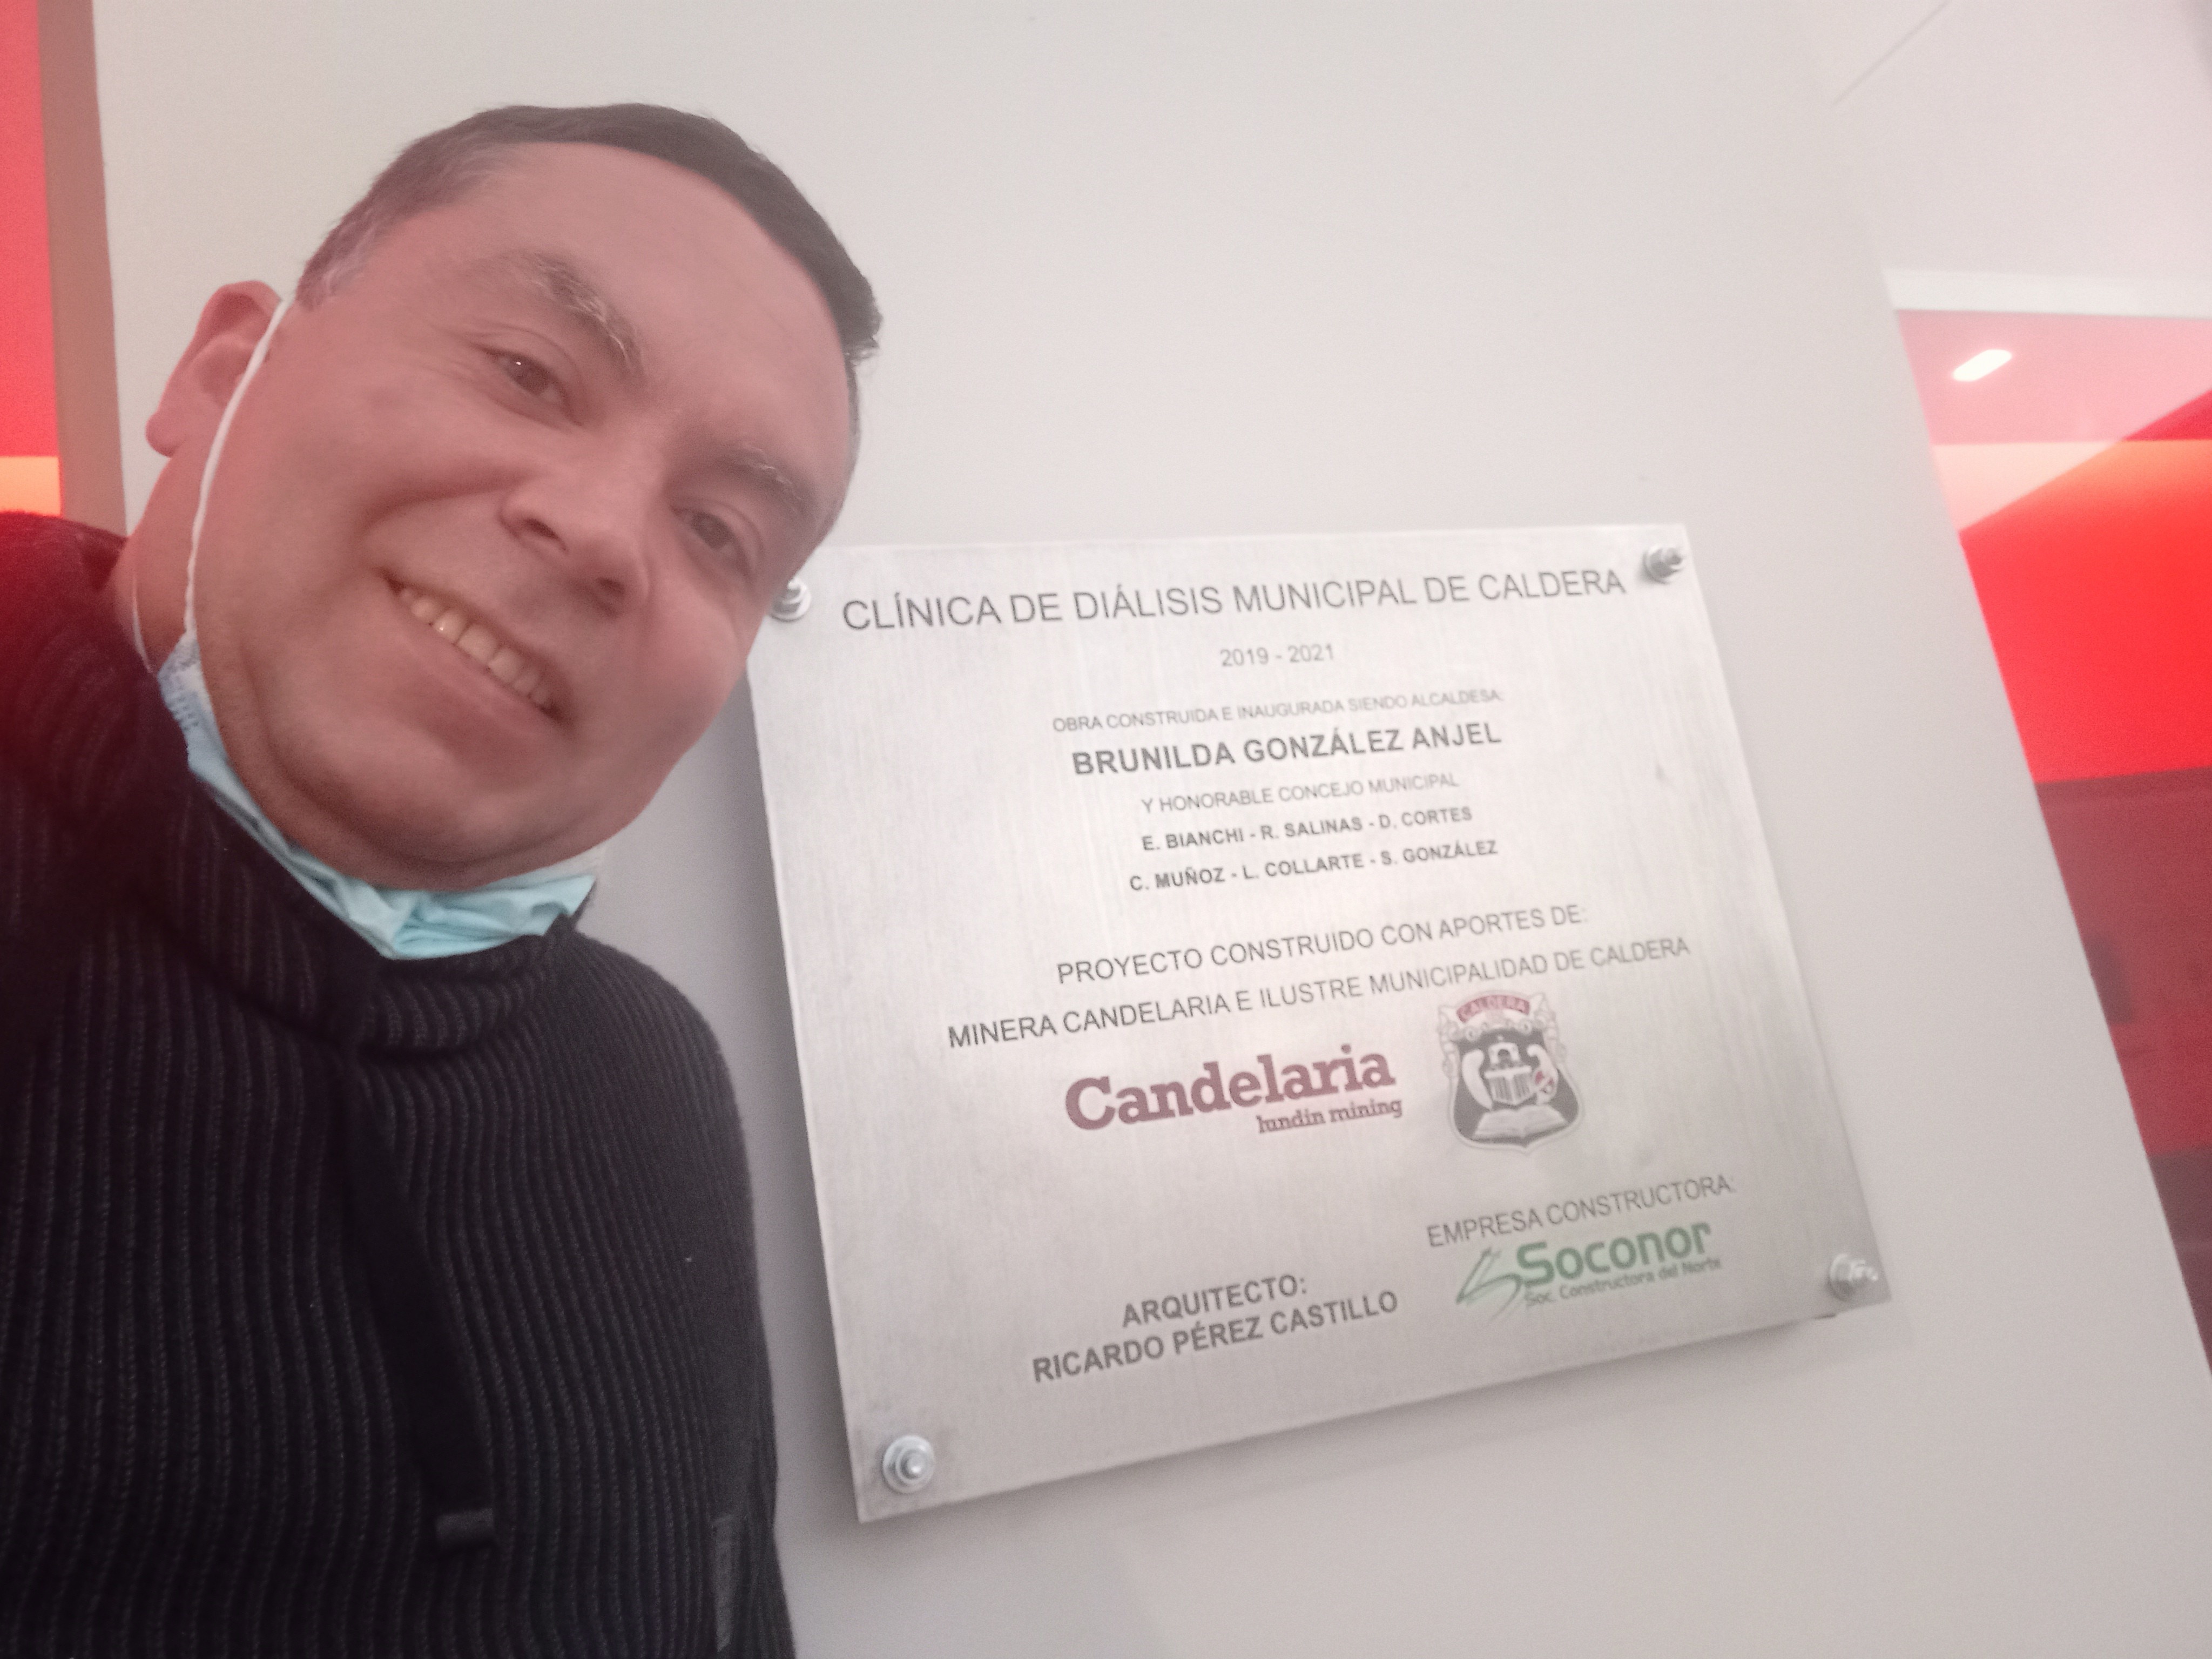 CLÍNICA DE DIÁLISIS MUNICIPAL DE CALDERA
2019 - 2021
OBRA CONSTRUIDA E INAUGURADA SIENDO ALCALDESA:
BRUNILDA GONZÁLEZ ANJEL
Y HONORABLE CONCEJO MUNICIPAL
E. BIANCHI - R. SALINAS - D. CORTES
C. MUÑOZ - L. COLLARTE - S. GONZÁLEZ
PROYECTO CONSTRUIDO CON APORTES DE:
MINERA CANDELARIA E ILUSTRE MUNICIPALIDAD DE CALDERA
Candelaria
lundin mining
CALDERA
EMPRESA CONSTRUCTORA:
Soconor
Soc. Constructora del Norte
ARQUITECTO:
RICARDO PÉREZ CASTILLO